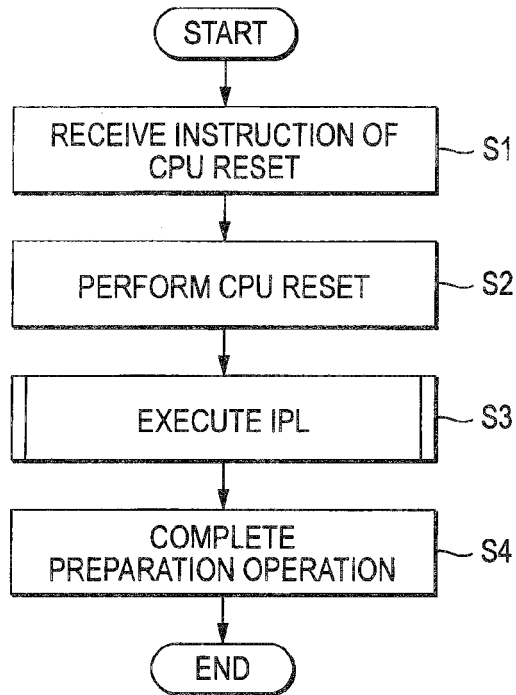 START
RECEIVE INSTRUCTION OF
CPU RESET
S1
PERFORM CPU RESET
S2
EXECUTE IPL
S3
COMPLETE
PREPARATION OPERATION
S4
END